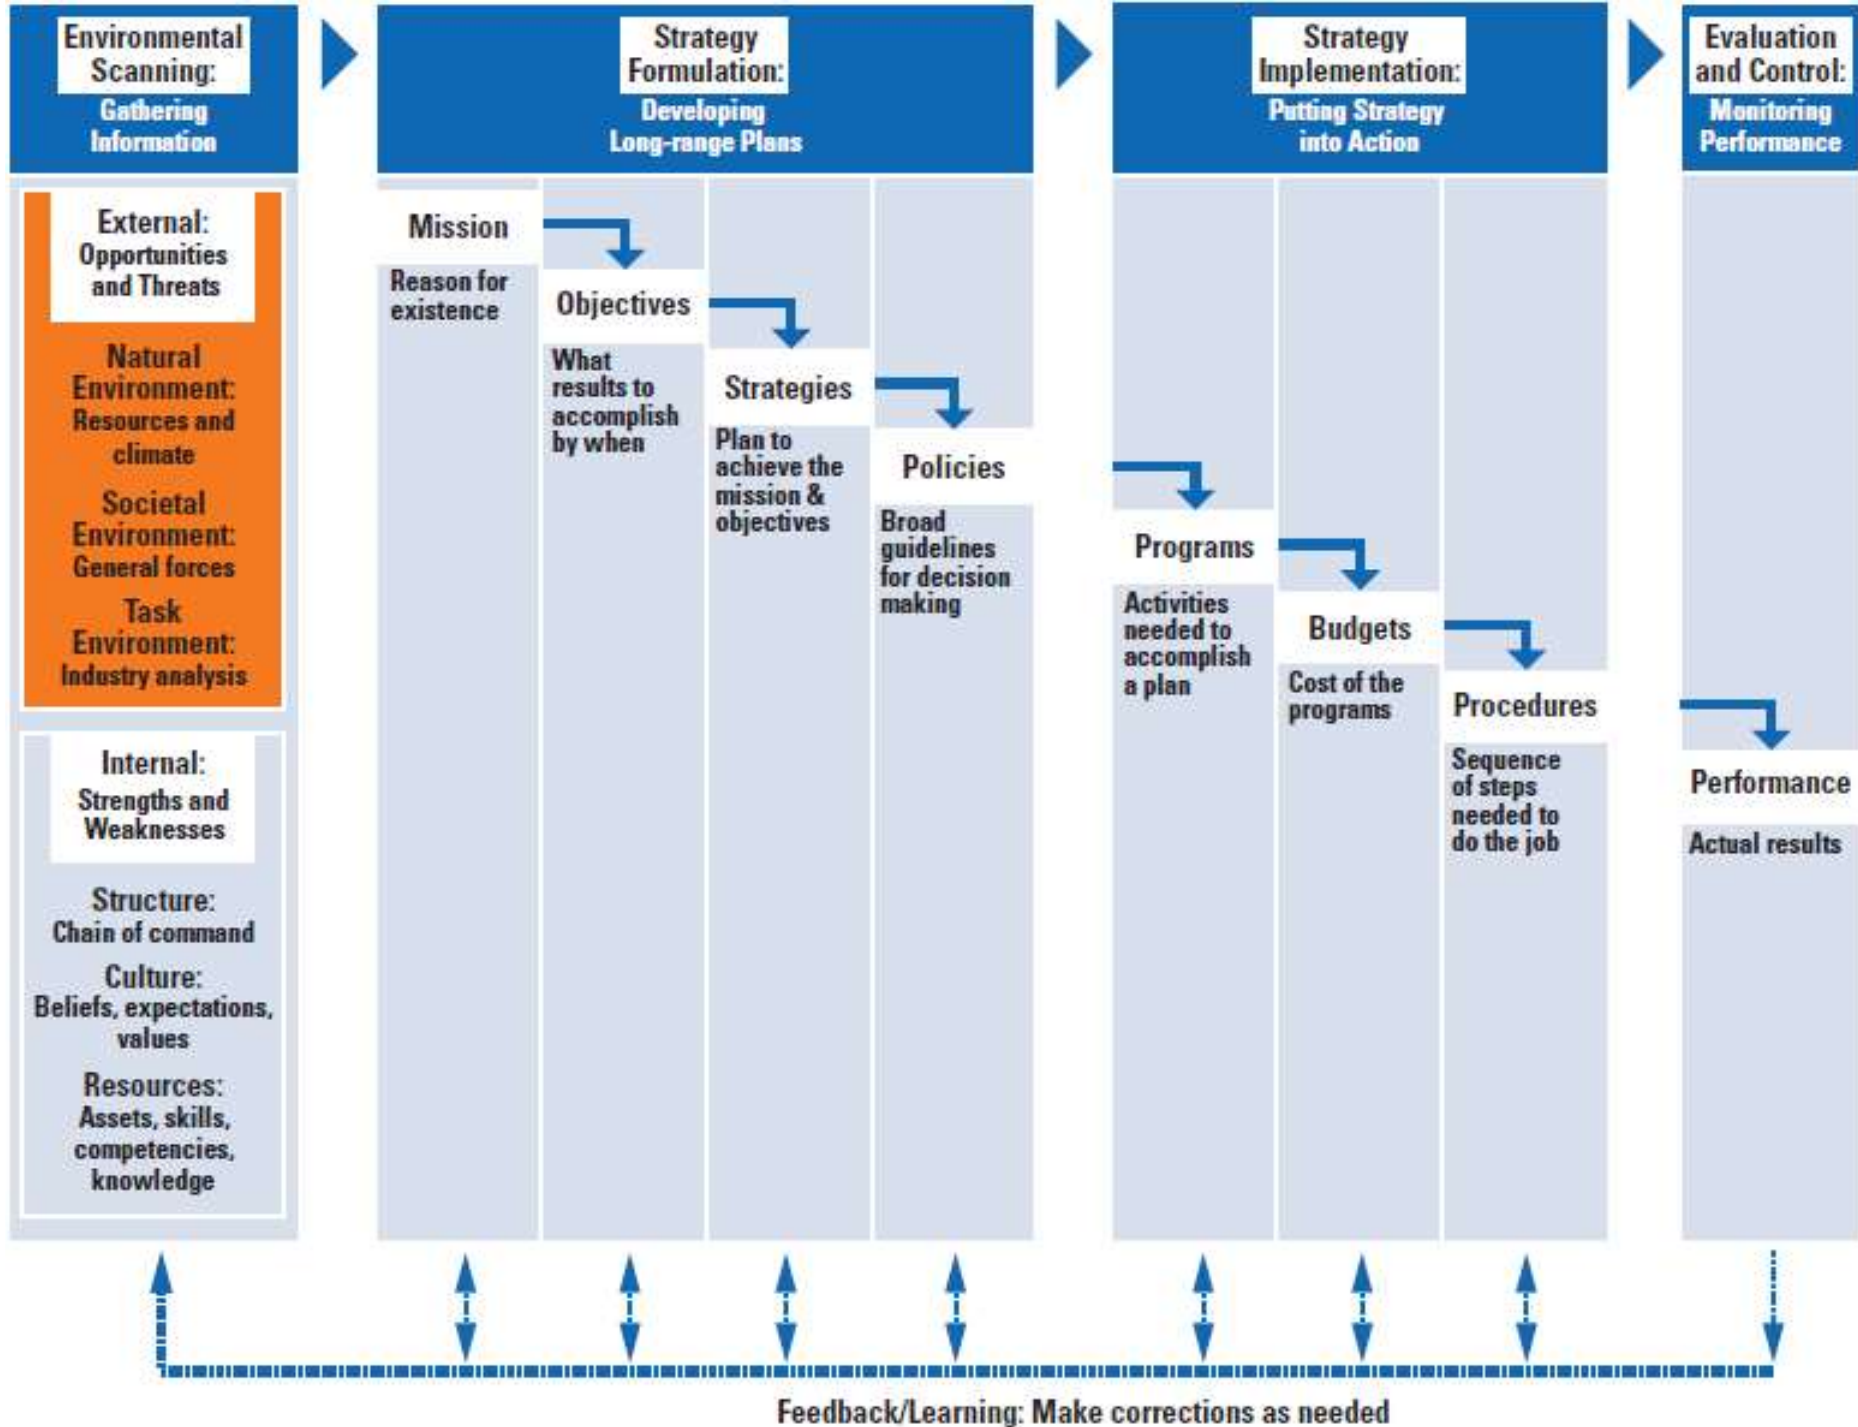 Environmental
Scanning:
Gathering
Information
External:
Opportunities
and Threats
Natural
Environment:
Resources and
climate
Societal
Environment:
General forces
Task
Environment:
Industry analysis
Internal:
Strengths and
Weaknesses
Structure:
Chain of command
Culture:
Beliefs, expectations,
values
Resources:
Assets, skills,
competencies,
knowledge
Strategy
Formulation:
Developing
Long-range Plans
Mission
Reason for
existence
Objectives
What
results to
accomplish
by when
Strategies
Plan to
achieve the
mission &
objectives
Policies
Broad
guidelines
for decision
making
Strategy
Implementation:
Putting Strategy
into Action
Programs
Activities
needed to
accomplish
a plan
Budgets
Cost of the
programs
Procedures
Sequence
of steps
needed to
do the job
Evaluation
and Control:
Monitoring
Performance
Performance
Actual results
Feedback/Learning: Make corrections as needed